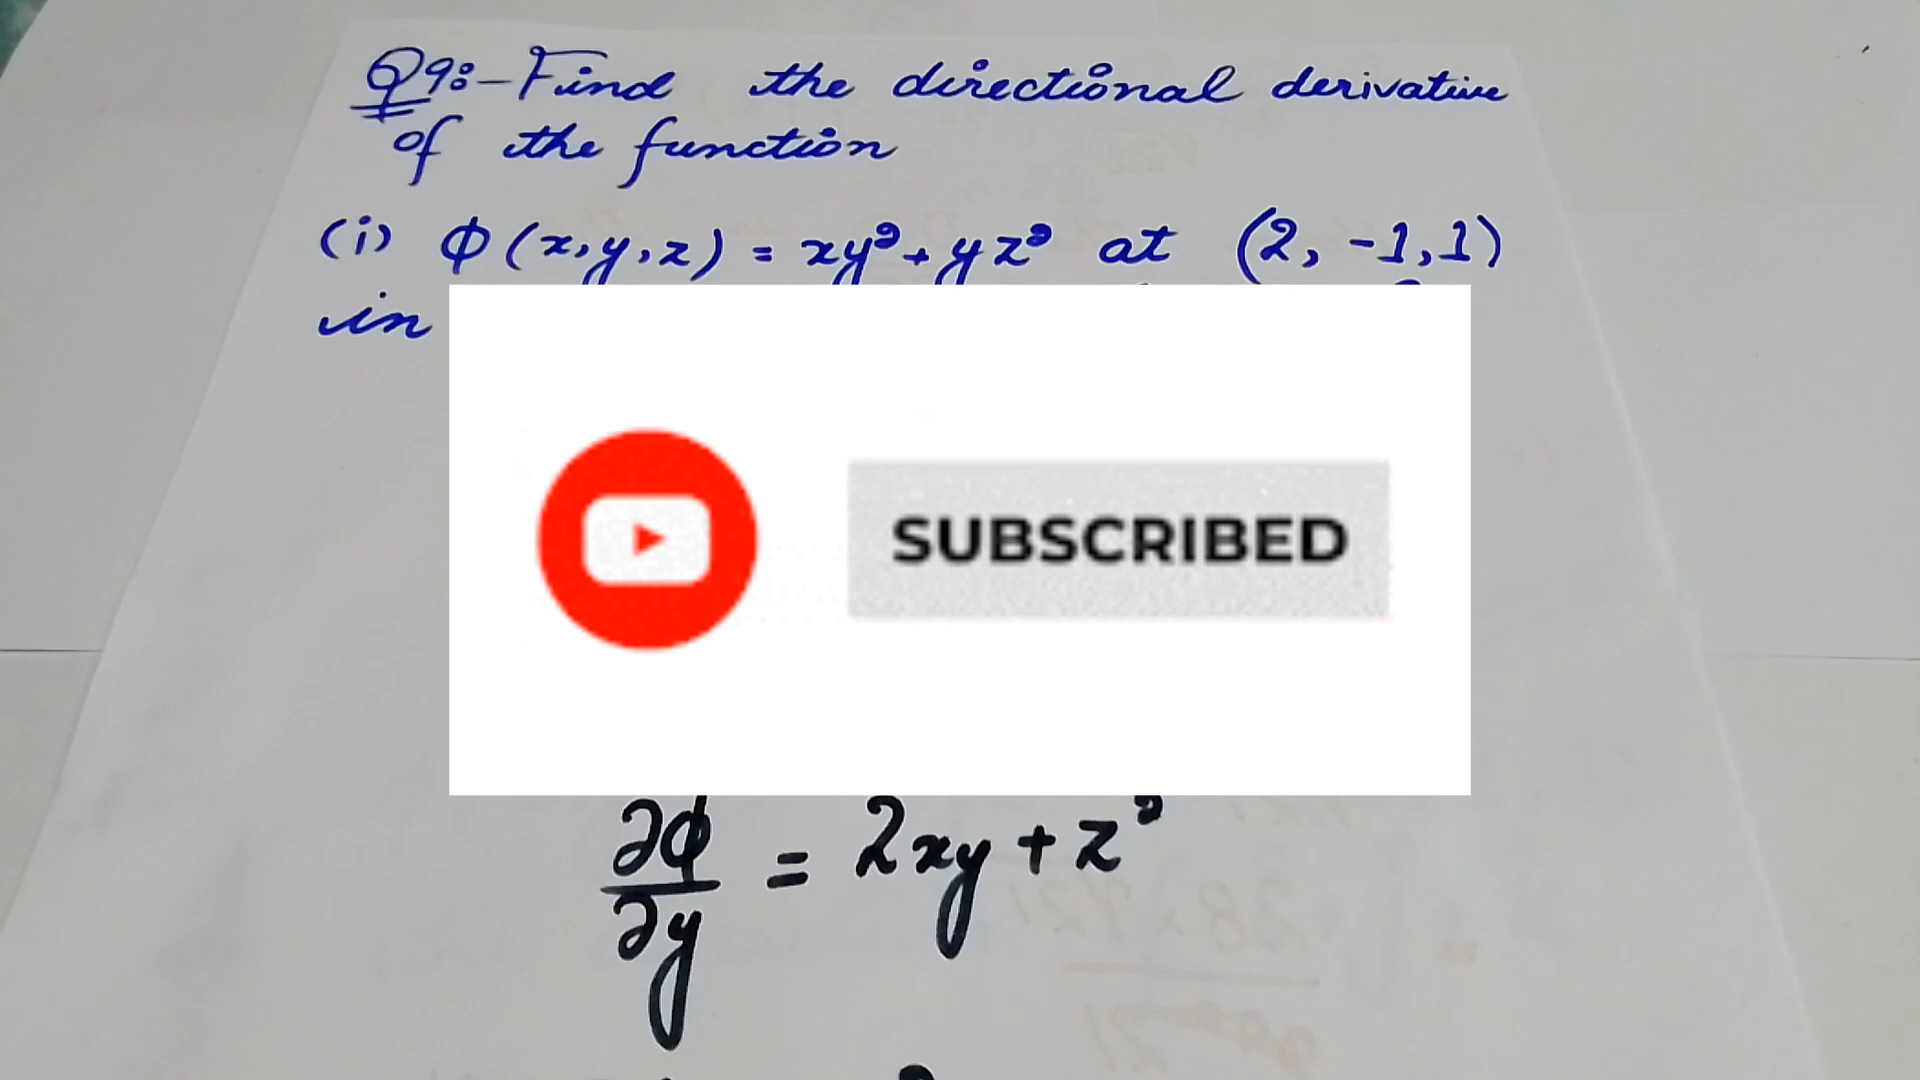 Q9:- Find the directional derivative
of the function
(i) φ(x,y,z) = xy² + yz² at (2, -1, 1)
in
SUBSCRIBED
∂φ/∂y = 2xy + z²